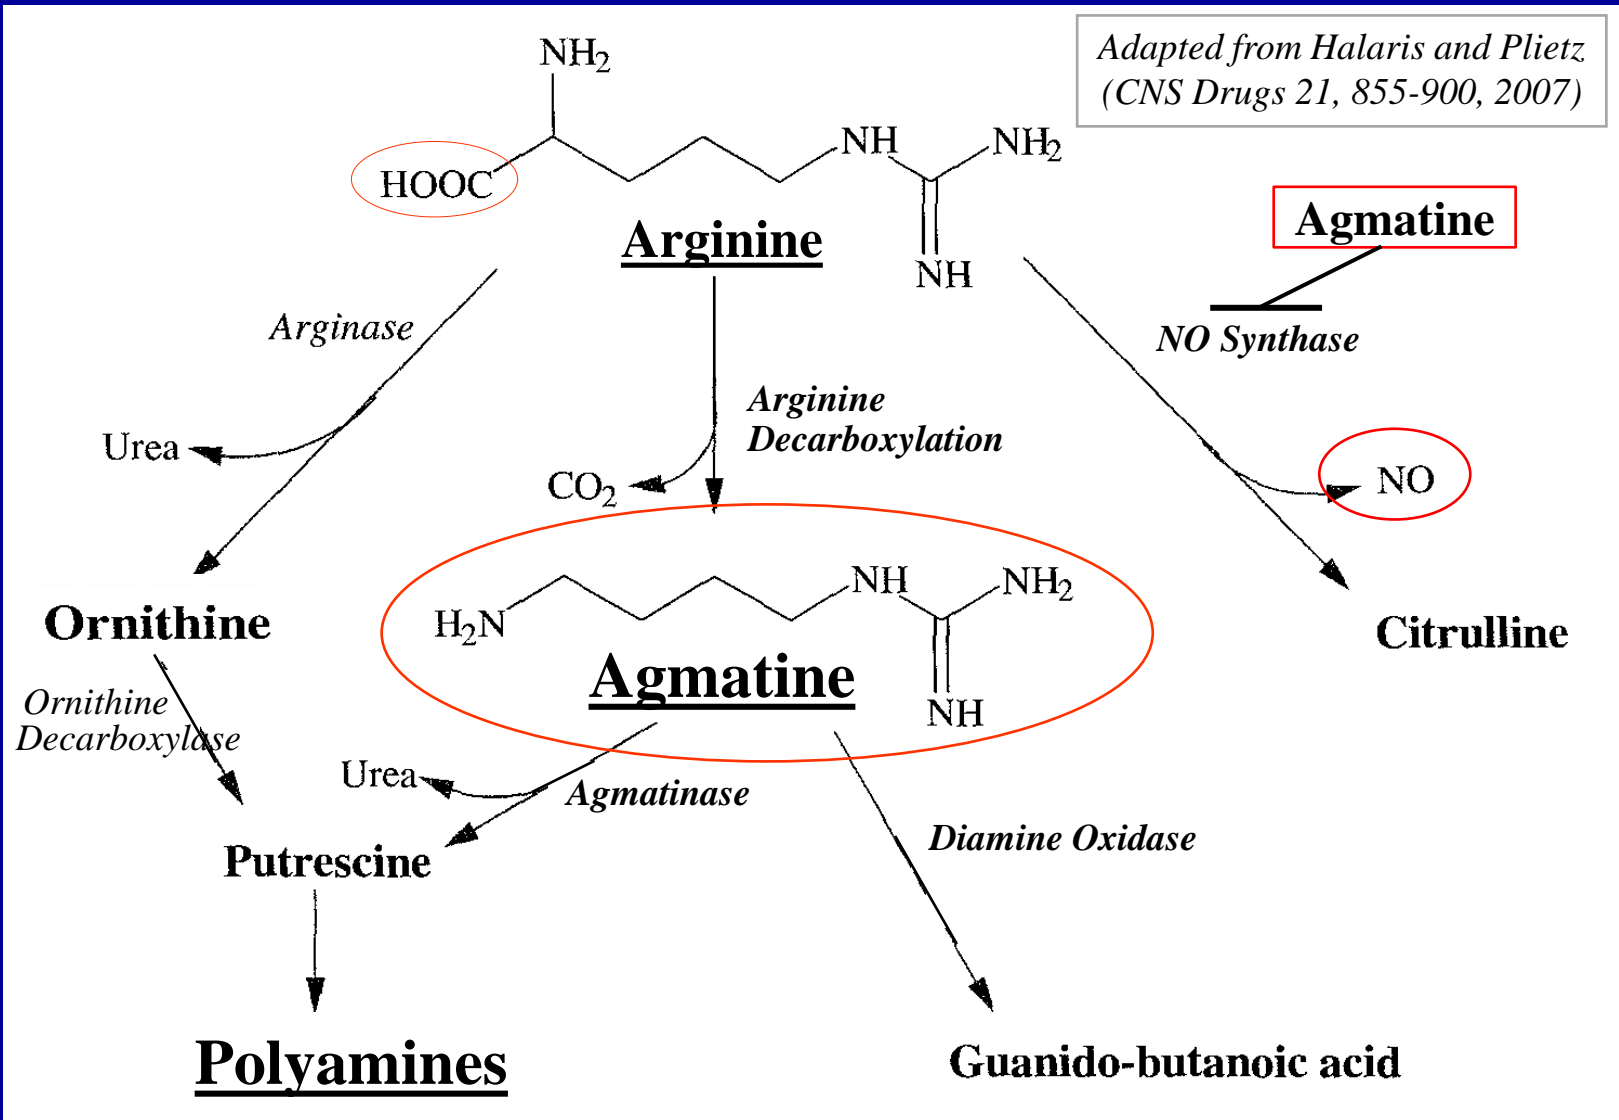 Adapted from Halaris and Plietz
(CNS Drugs 21, 855-900, 2007)
NH2
HOOC
NH
NH2
NH
Arginine
Agmatine
NO Synthase
Arginase
Arginine
Decarboxylation
Urea
CO2
NO
H2N
NH
NH2
NH
Agmatine
Ornithine
Citrulline
Ornithine
Decarboxylase
Urea
Agmatinase
Diamine Oxidase
Putrescine
Polyamines
Guanido-butanoic acid